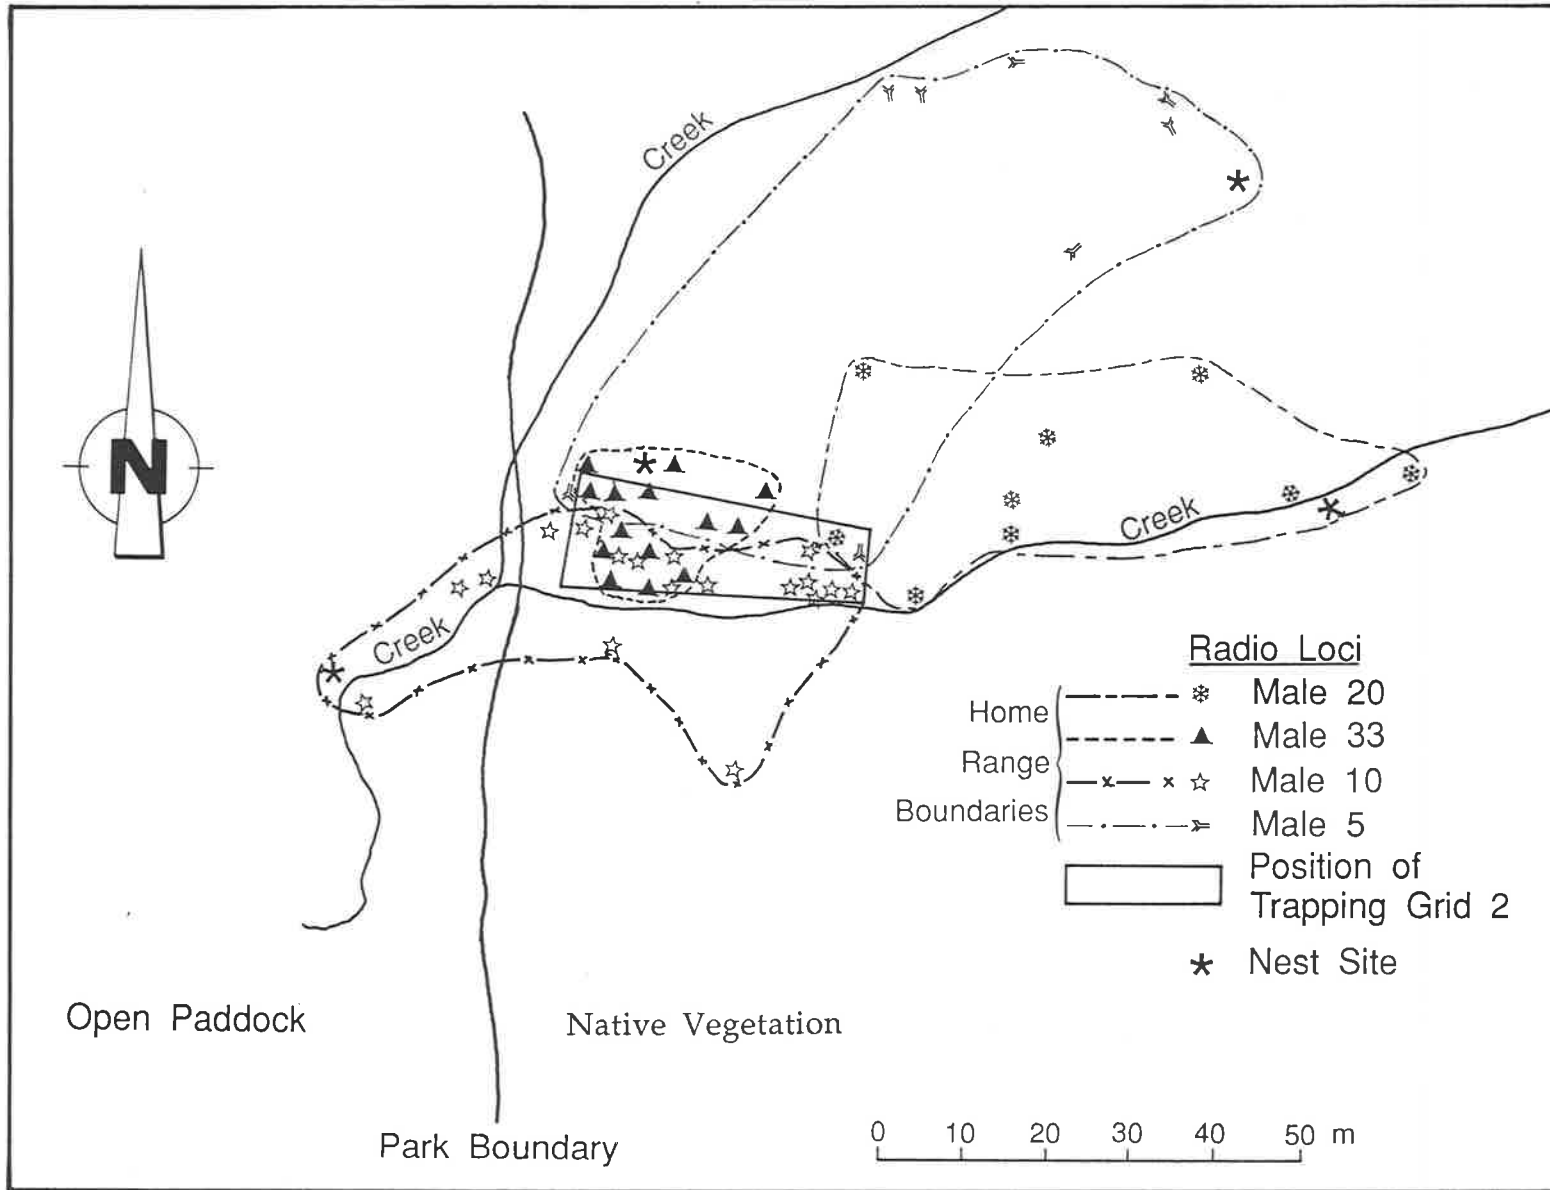 Creek
N
Creek
Creek
Radio Loci
Home
Range
Boundaries
Male 20
Male 33
Male 10
Male 5
Position of
Trapping Grid 2
Nest Site
Open Paddock
Native Vegetation
Park Boundary
0 10 20 30 40 50 m